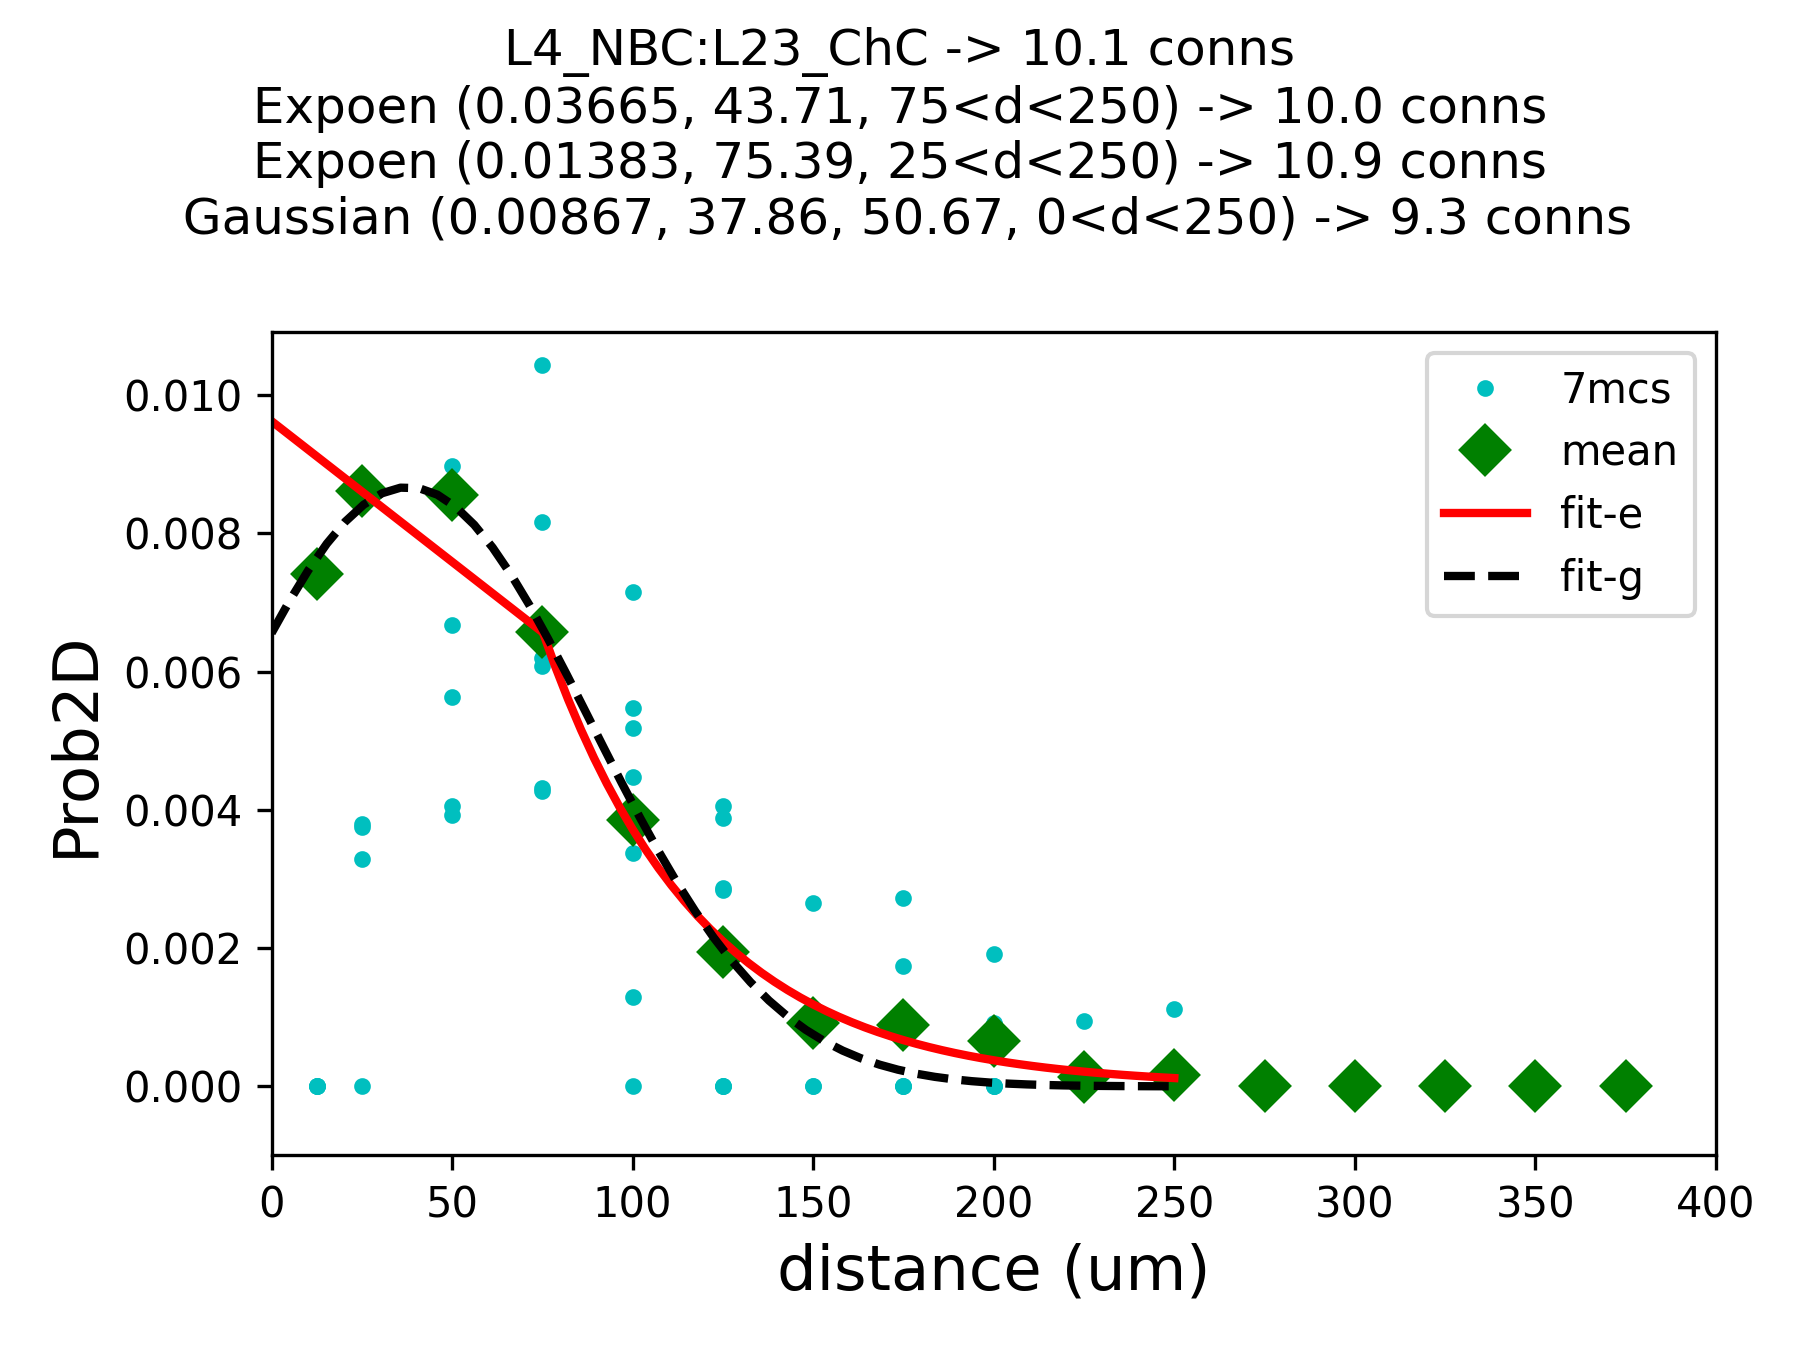 L4_NBC:L23_ChC -> 10.1 conns
Expoen (0.03665, 43.71, 75<d<250) -> 10.0 conns
Expoen (0.01383, 75.39, 25<d<250) -> 10.9 conns
Gaussian (0.00867, 37.86, 50.67, 0<d<250) -> 9.3 conns
7mcs
mean
fit-e
fit-g
Prob2D
0.010
0.008
0.006
0.004
0.002
0.000
0 50 100 150 200 250 300 350 400
distance (um)